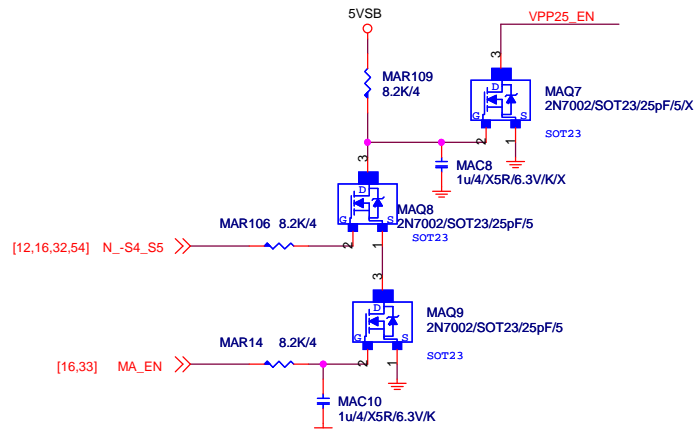 5VSB
VPP25_EN
3
MAR109
8.2K/4
D
G
S
MAQ7
2N7002/SOT23/25pF/5/X
SOT23
2
1
3
MAC8
1u/4/X5R/6.3V/K/X
D
G
S
MAQ8
2N7002/SOT23/25pF/5
SOT23
MAR106 8.2K/4
[12,16,32,54] N_-S4_S5
2
1
3
D
G
S
MAQ9
2N7002/SOT23/25pF/5
SOT23
MAR14 8.2K/4
[16,33] MA_EN
2
1
MAC10
1u/4/X5R/6.3V/K